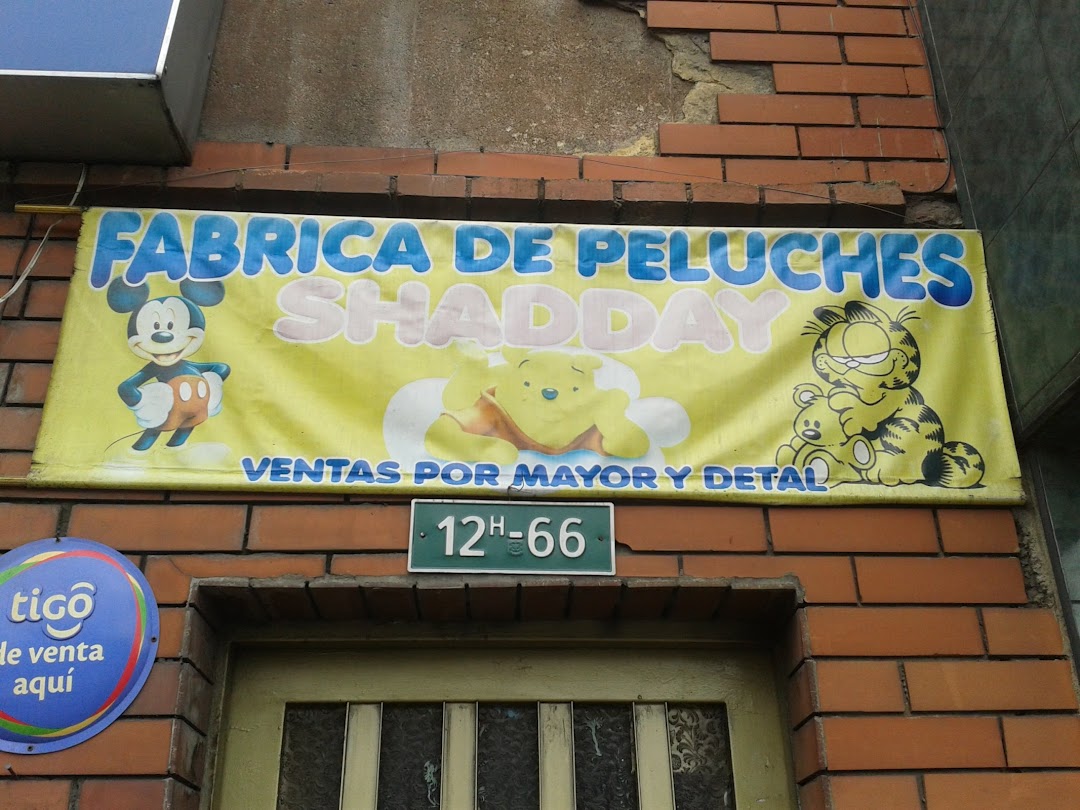 FABRICA DE PELUCHES
SHADDAY
VENTAS POR MAYOR Y DETAL
12H-66
tigo
de venta
aquí